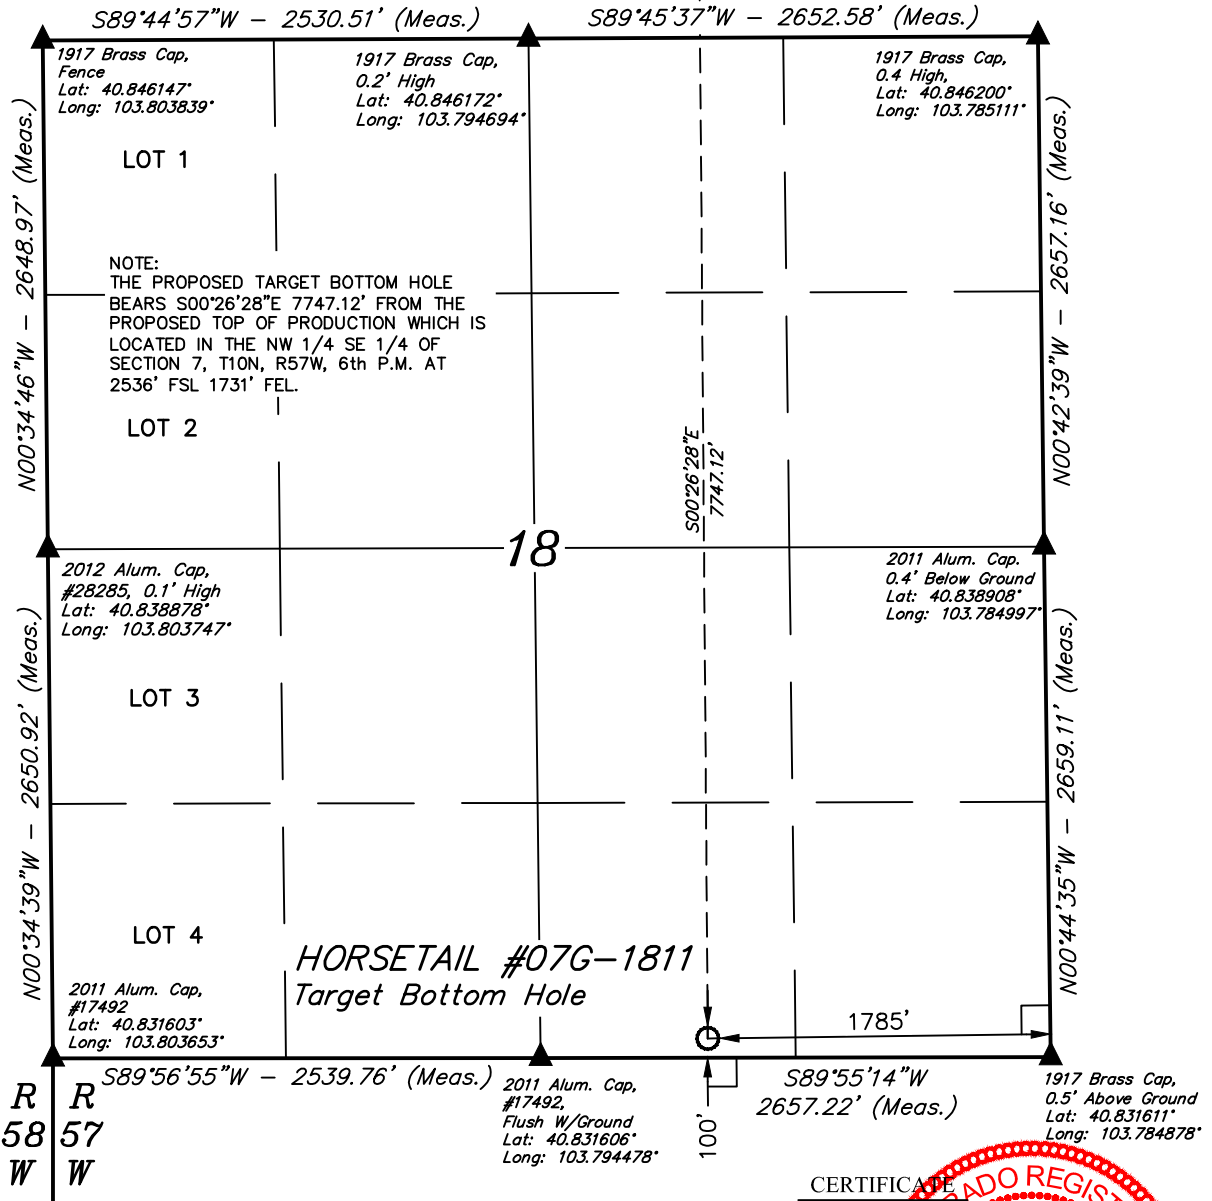 S89°44'57"W – 2530.51' (Meas.)
S89°45'37"W – 2652.58' (Meas.)
1917 Brass Cap,
Fence
Lat: 40.846147°
Long: 103.803839°
1917 Brass Cap,
0.2' High
Lat: 40.846172°
Long: 103.794694°
1917 Brass Cap,
0.4 High,
Lat: 40.846200°
Long: 103.785111°
N00°34'46"W – 2648.97' (Meas.)
N00°42'39"W – 2657.16' (Meas.)
LOT 1
NOTE:
THE PROPOSED TARGET BOTTOM HOLE
BEARS S00°26'28"E 7747.12' FROM THE
PROPOSED TOP OF PRODUCTION WHICH IS
LOCATED IN THE NW 1/4 SE 1/4 OF
SECTION 7, T10N, R57W, 6th P.M. AT
2536' FSL 1731' FEL.
LOT 2
S00°26'28"E
7747.12'
18
2012 Alum. Cap,
#28285, 0.1' High
Lat: 40.838878°
Long: 103.803747°
2011 Alum. Cap.
0.4' Below Ground
Lat: 40.838908°
Long: 103.784997°
N00°34'39"W – 2650.92' (Meas.)
N00°44'35"W – 2659.11' (Meas.)
LOT 3
LOT 4
HORSETAIL #07G–1811
Target Bottom Hole
2011 Alum. Cap,
#17492
Lat: 40.831603°
Long: 103.803653°
1785'
S89°56'55"W – 2539.76' (Meas.)
2011 Alum. Cap,
#17492,
Flush W/Ground
Lat: 40.831606°
Long: 103.794478°
100'
S89°55'14"W
2657.22' (Meas.)
1917 Brass Cap,
0.5' Above Ground
Lat: 40.831611°
Long: 103.784878°
R R
58 57
W W
CERTIFICATE
ADO REGIST